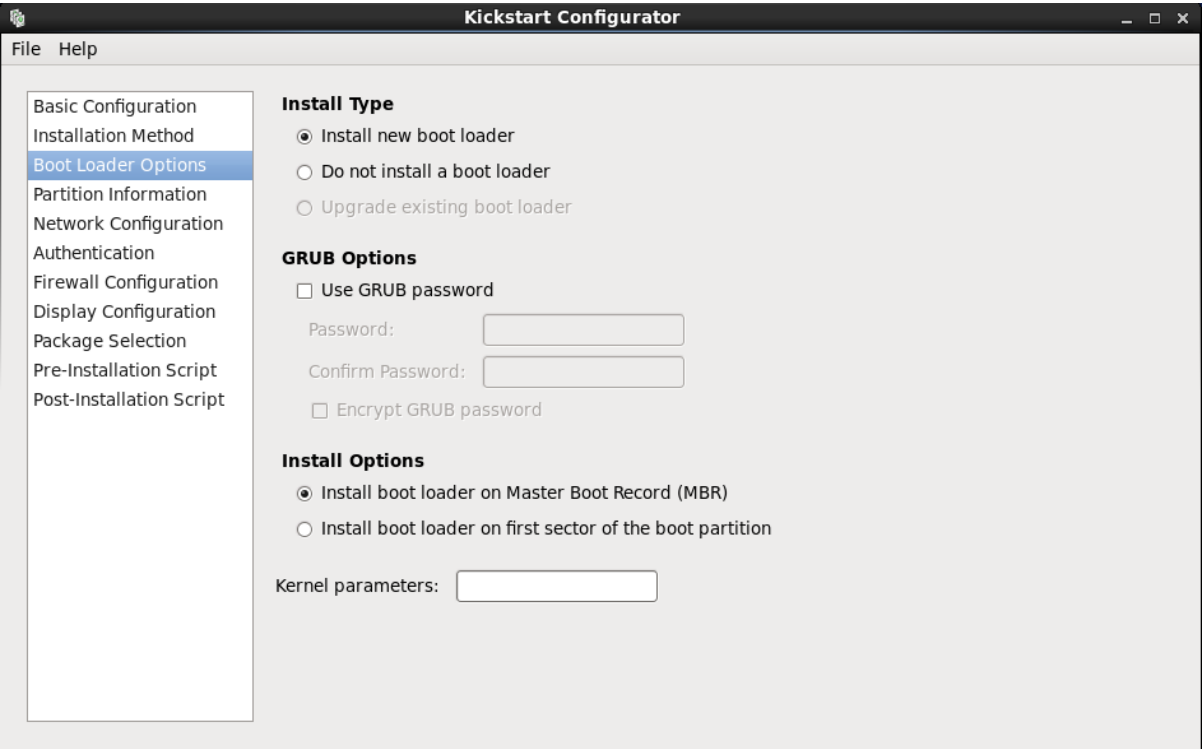 Kickstart Configurator
File Help
Basic Configuration
Installation Method
Boot Loader Options
Partition Information
Network Configuration
Authentication
Firewall Configuration
Display Configuration
Package Selection
Pre-Installation Script
Post-Installation Script
Install Type
Install new boot loader
Do not install a boot loader
Upgrade existing boot loader
GRUB Options
Use GRUB password
Password:
Confirm Password:
Encrypt GRUB password
Install Options
Install boot loader on Master Boot Record (MBR)
Install boot loader on first sector of the boot partition
Kernel parameters: